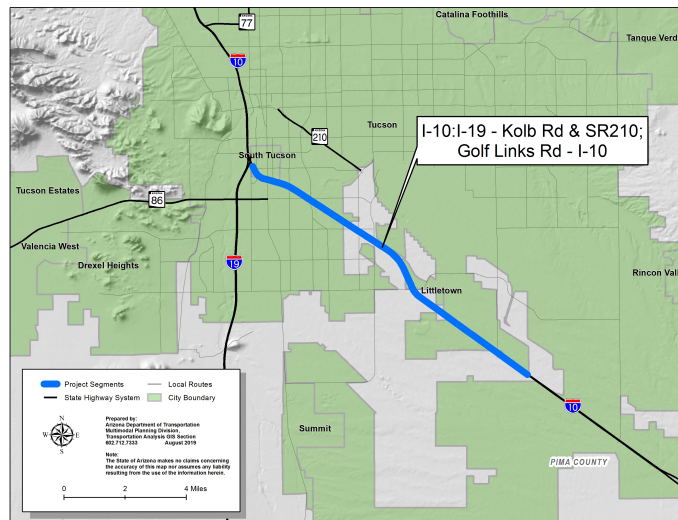 Catalina Foothills
ARIZONA
77
Tanque Verd
10
Tucson
ARIZONA
210
I-10:I-19 - Kolb Rd & SR210;
Golf Links Rd - I-10
South Tucson
Tucson Estates
ARIZONA
86
Valencia West
Drexel Heights
19
Rincon Val
Littletown
Project Segments
Local Routes
State Highway System
City Boundary
10
N
W E
S
Prepared by:
Arizona Department of Transportation
Multimodal Planning Division,
Transportation Analysis GIS Section
602.712.7333 August 2019
Note:
The State of Arizona makes no claims concerning
the accuracy of this map nor assumes any liability
resulting from the use of the information herein.
0 2 4 Miles
Summit
PIMA COUNTY